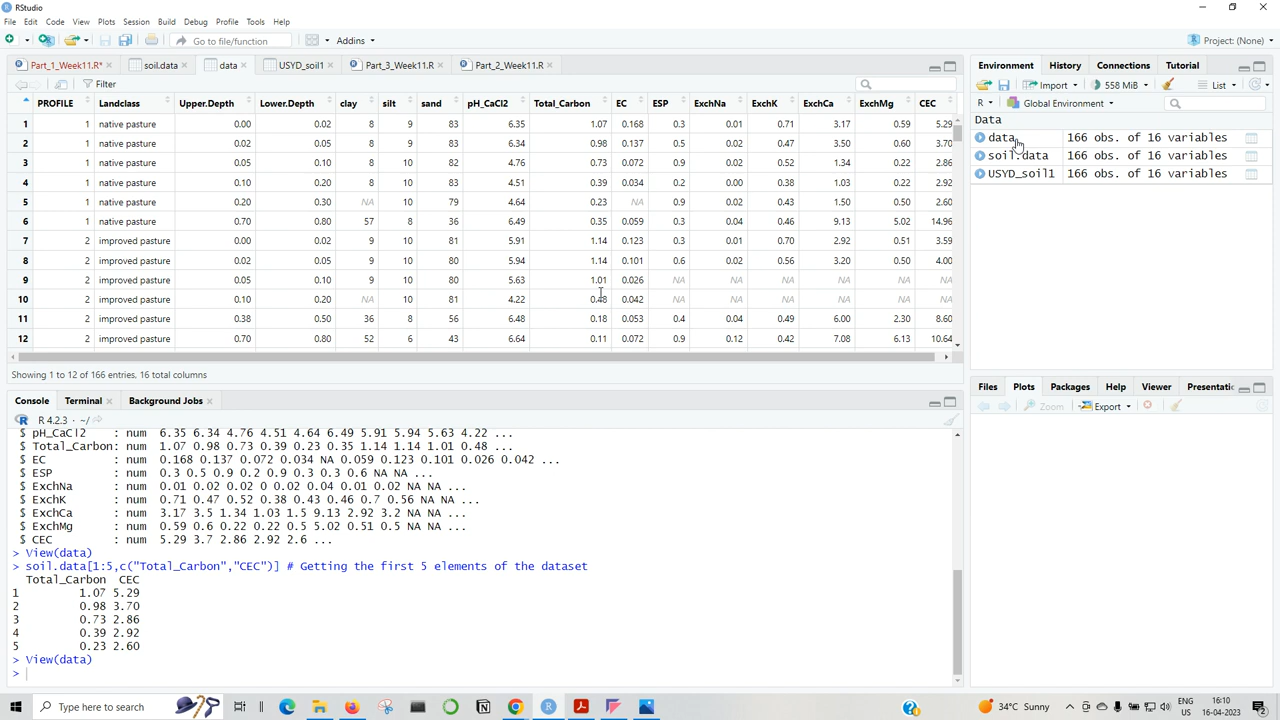 RStudio
File Edit Code View Plots Session Build Debug Profile Tools Help
Go to file/function Addins Project: (None)
Part_1_Week11.R* soil.data data USYD_soil1 Part_3_Week11.R Part_2_Week11.R
Filter
PROFILE Landclass Upper.Depth Lower.Depth clay silt sand pH_CaCl2 Total_Carbon EC ESP ExchNa ExchK ExchCa ExchMg CEC
1 1 native pasture 0.00 0.02 8 9 83 6.35 1.07 0.168 0.3 0.01 0.71 3.17 0.59 5.29
2 1 native pasture 0.02 0.05 8 9 83 6.34 0.98 0.137 0.5 0.02 0.47 3.50 0.60 3.70
3 1 native pasture 0.05 0.10 8 10 82 4.76 0.73 0.072 0.9 0.02 0.52 1.34 0.22 2.86
4 1 native pasture 0.10 0.20 8 10 83 4.51 0.39 0.034 0.2 0.00 0.38 1.03 0.22 2.92
5 1 native pasture 0.20 0.30 NA 10 79 4.64 0.23 NA 0.9 0.02 0.43 1.50 0.50 2.60
6 1 native pasture 0.70 0.80 57 8 36 6.49 0.35 0.059 0.3 0.04 0.46 9.13 5.02 14.96
7 2 improved pasture 0.00 0.02 9 10 81 5.91 1.14 0.123 0.3 0.01 0.70 2.92 0.51 3.59
8 2 improved pasture 0.02 0.05 9 10 80 5.94 1.14 0.101 0.6 0.02 0.56 3.20 0.50 4.00
9 2 improved pasture 0.05 0.10 9 10 80 5.63 1.01 0.026 NA NA NA NA NA NA
10 2 improved pasture 0.10 0.20 NA 10 81 4.22 0.48 0.042 NA NA NA NA NA NA
11 2 improved pasture 0.38 0.50 36 8 56 6.48 0.18 0.053 0.4 0.04 0.49 6.00 2.30 8.60
12 2 improved pasture 0.70 0.80 52 6 43 6.64 0.11 0.072 0.9 0.12 0.42 7.08 6.13 10.64
Showing 1 to 12 of 166 entries, 16 total columns
Console Terminal Background Jobs
R 4.2.3 · ~/
$ pH_CaCl2 : num 6.35 6.34 4.76 4.51 4.64 6.49 5.91 5.94 5.63 4.22 ...
$ Total_Carbon: num 1.07 0.98 0.73 0.39 0.23 0.35 1.14 1.14 1.01 0.48 ...
$ EC : num 0.168 0.137 0.072 0.034 NA 0.059 0.123 0.101 0.026 0.042 ...
$ ESP : num 0.3 0.5 0.9 0.2 0.9 0.3 0.3 0.6 NA NA ...
$ ExchNa : num 0.01 0.02 0.02 0 0.02 0.04 0.01 0.02 NA NA ...
$ ExchK : num 0.71 0.47 0.52 0.38 0.43 0.46 0.7 0.56 NA NA ...
$ ExchCa : num 3.17 3.5 1.34 1.03 1.5 9.13 2.92 3.2 NA NA ...
$ ExchMg : num 0.59 0.6 0.22 0.22 0.5 5.02 0.51 0.5 NA NA ...
$ CEC : num 5.29 3.7 2.86 2.92 2.6 ...
> View(data)
> soil.data[1:5,c("Total_Carbon","CEC")] # Getting the first 5 elements of the dataset
Total_Carbon CEC
1 1.07 5.29
2 0.98 3.70
3 0.73 2.86
4 0.39 2.92
5 0.23 2.60
> View(data)
>
Environment History Connections Tutorial
Import 558 MiB List
R Global Environment
Data
data 166 obs. of 16 variables
soil.data 166 obs. of 16 variables
USYD_soil1 166 obs. of 16 variables
Files Plots Packages Help Viewer Presentatic
Zoom Export
Type here to search
34°C Sunny
ENG
IN
16:10
16-04-2023
2